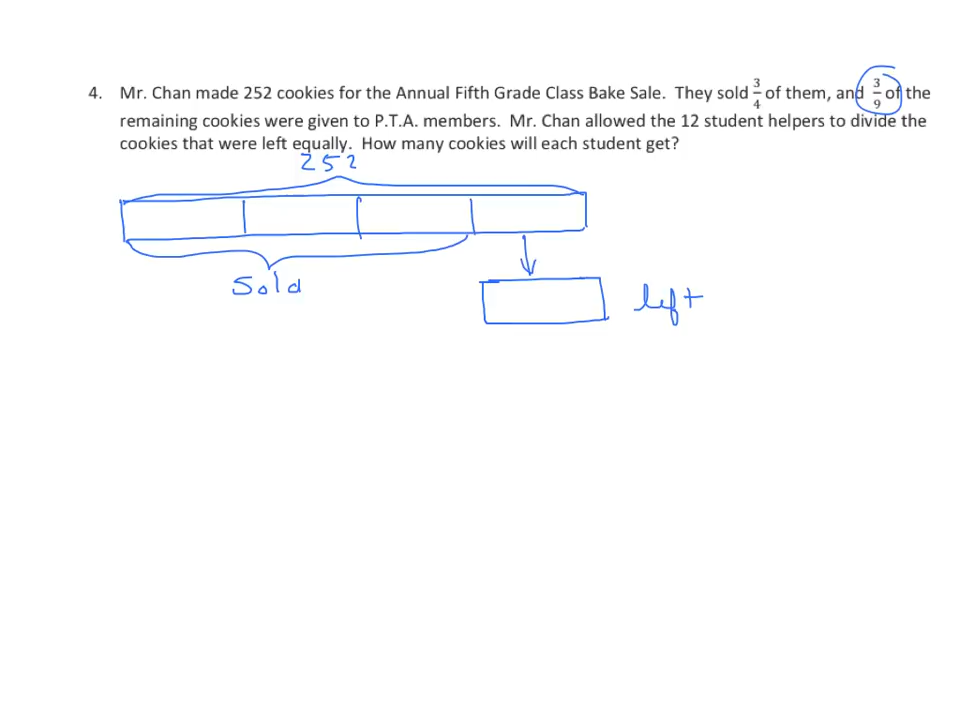 4. Mr. Chan made 252 cookies for the Annual Fifth Grade Class Bake Sale. They sold 3/4 of them, and 3/9 of the
remaining cookies were given to P.T.A. members. Mr. Chan allowed the 12 student helpers to divide the
cookies that were left equally. How many cookies will each student get?
252
Sold
left